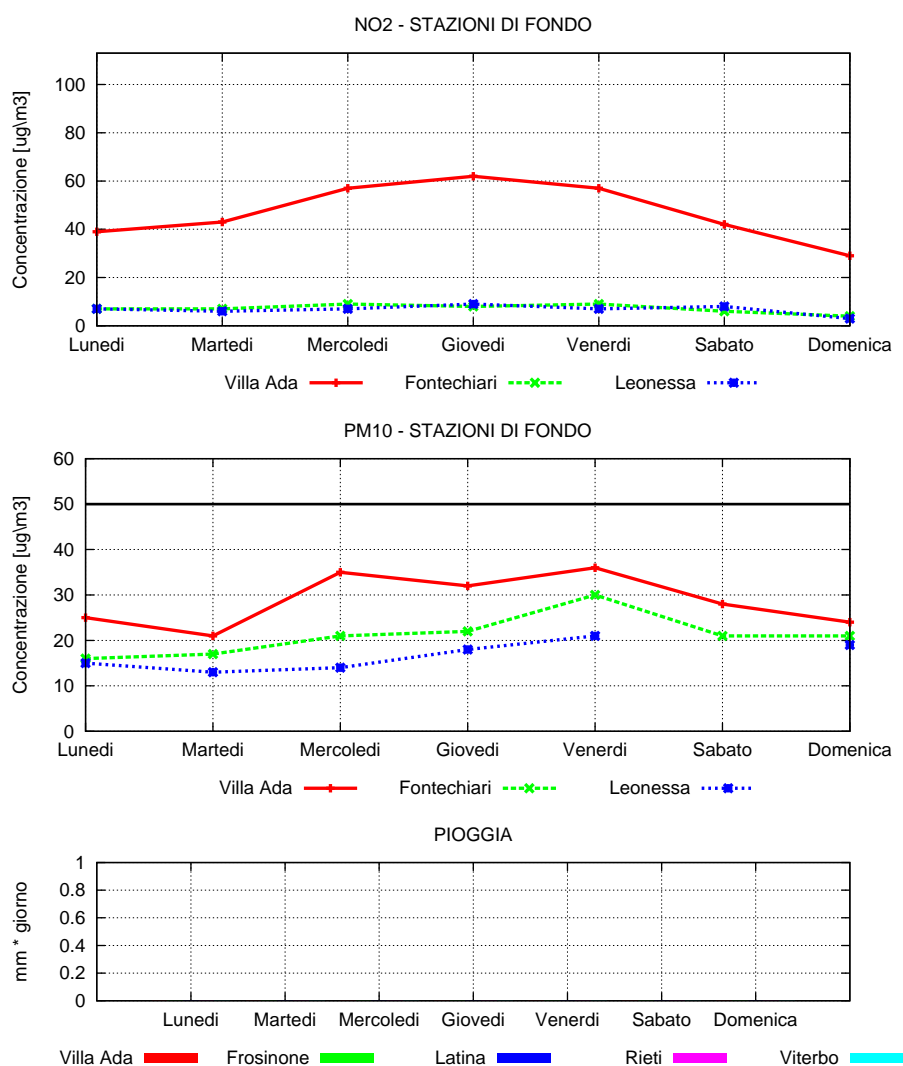 NO2 - STAZIONI DI FONDO
Concentrazione [ug\m3]
100
80
60
40
20
0
Lunedi Martedi Mercoledi Giovedi Venerdi Sabato Domenica
Villa Ada Fontechiari Leonessa
PM10 - STAZIONI DI FONDO
Concentrazione [ug\m3]
60
50
40
30
20
10
0
Lunedi Martedi Mercoledi Giovedi Venerdi Sabato Domenica
Villa Ada Fontechiari Leonessa
PIOGGIA
mm * giorno
1
0.8
0.6
0.4
0.2
0
Lunedi Martedi Mercoledi Giovedi Venerdi Sabato Domenica
Villa Ada Frosinone Latina Rieti Viterbo